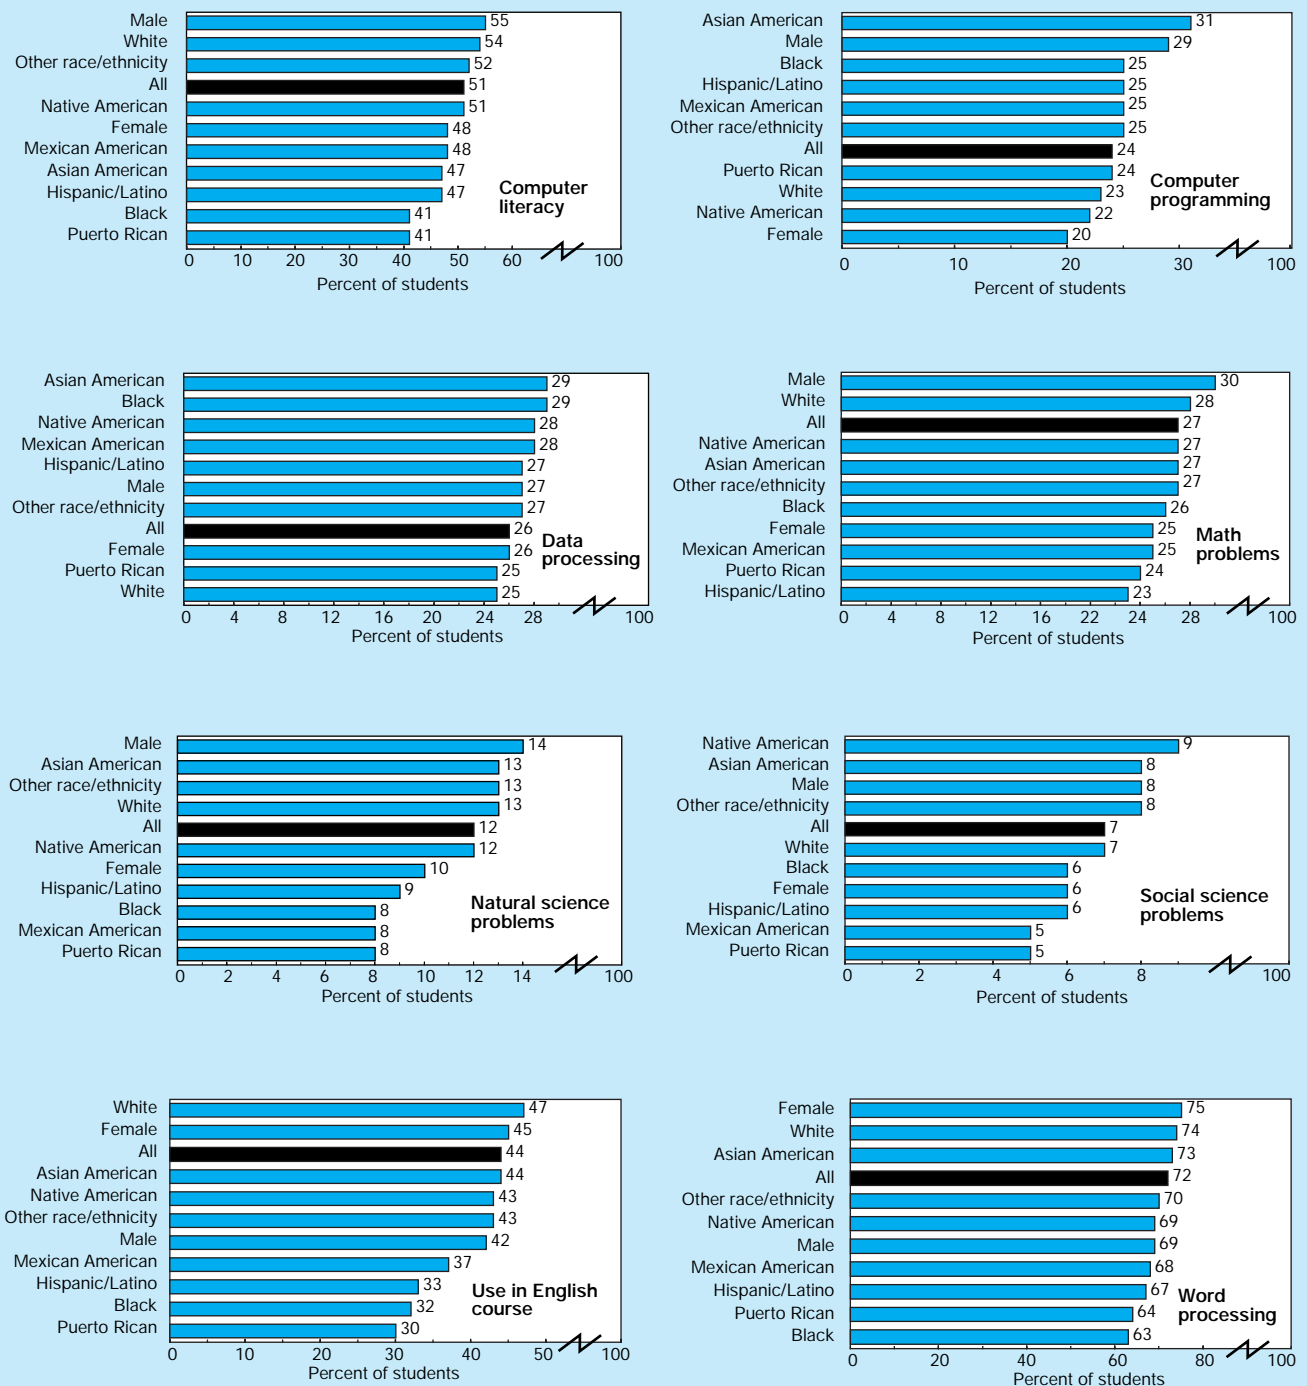 Male 55
White 54
Other race/ethnicity 52
All 51
Native American 51
Female 48
Mexican American 48
Asian American 47
Hispanic/Latino 47
Black 41
Puerto Rican 41
Computer
literacy
0 10 20 30 40 50 60 100
Percent of students
Asian American 31
Male 29
Black 25
Hispanic/Latino 25
Mexican American 25
Other race/ethnicity 25
All 24
Puerto Rican 24
White 23
Native American 22
Female 20
Computer
programming
0 10 20 30 100
Percent of students
Asian American 29
Black 29
Native American 28
Mexican American 28
Hispanic/Latino 27
Male 27
Other race/ethnicity 27
All 26
Female 26
Puerto Rican 25
White 25
Data
processing
0 4 8 12 16 20 24 28 100
Percent of students
Male 30
White 28
All 27
Native American 27
Asian American 27
Other race/ethnicity 27
Black 26
Female 25
Mexican American 25
Puerto Rican 24
Hispanic/Latino 23
Math
problems
0 4 8 12 16 20 24 28 100
Percent of students
Male 14
Asian American 13
Other race/ethnicity 13
White 13
All 12
Native American 12
Female 10
Hispanic/Latino 9
Black 8
Mexican American 8
Puerto Rican 8
Natural science
problems
0 2 4 6 8 10 12 14 100
Percent of students
Native American 9
Asian American 8
Male 8
Other race/ethnicity 8
All 7
White 7
Black 6
Female 6
Hispanic/Latino 6
Mexican American 5
Puerto Rican 5
Social science
problems
0 2 4 6 8 100
Percent of students
White 47
Female 45
All 44
Asian American 44
Native American 43
Other race/ethnicity 43
Male 42
Mexican American 37
Hispanic/Latino 33
Black 32
Puerto Rican 30
Use in English
course
0 10 20 30 40 50 100
Percent of students
Female 75
White 74
Asian American 73
All 72
Other race/ethnicity 70
Native American 69
Male 69
Mexican American 68
Hispanic/Latino 67
Puerto Rican 64
Black 63
Word
processing
0 20 40 60 80 100
Percent of students